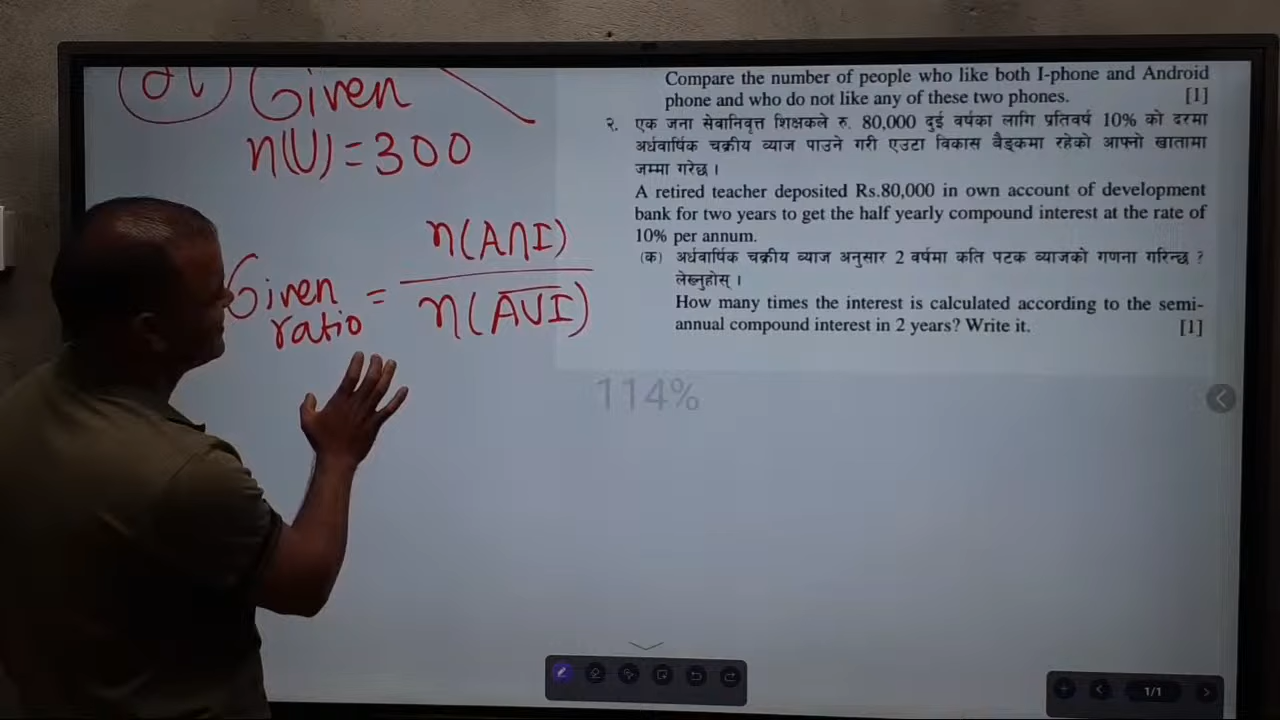 Given
n(U)=300
Given
ratio
= n(A∩I)
n(\overline{A∪I})
Compare the number of people who like both I-phone and Android
phone and who do not like any of these two phones. [1]
२. एक जना सेवानिवृत्त शिक्षकले रु. 80,000 दुई वर्षका लागि प्रतिवर्ष 10% को दरमा
अर्धवार्षिक चक्रीय व्याज पाउने गरी एउटा विकास बैङ्कमा रहेको आफ्नो खातामा
जम्मा गरेछ ।
A retired teacher deposited Rs.80,000 in own account of development
bank for two years to get the half yearly compound interest at the rate of
10% per annum.
(क) अर्धवार्षिक चक्रीय व्याज अनुसार 2 वर्षमा कति पटक व्याजको गणना गरिन्छ ?
लेख्नुहोस् ।
How many times the interest is calculated according to the semi-
annual compound interest in 2 years? Write it. [1]
114%
1/1